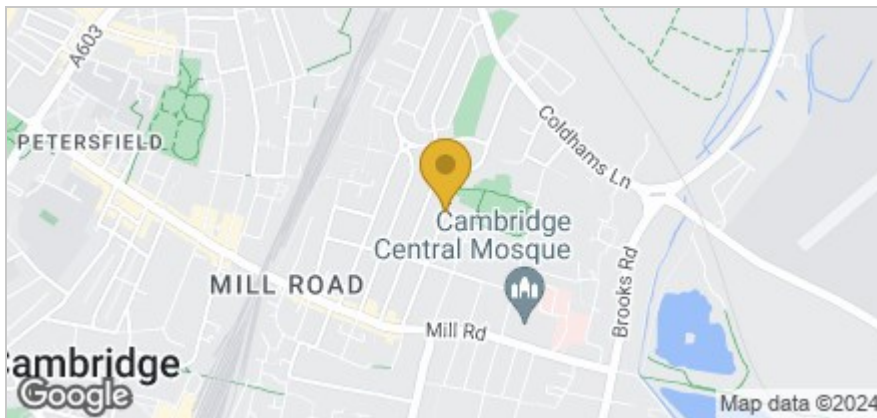 A603
PETERSFIELD
Coldhams Ln
Cambridge
Central Mosque
MILL ROAD
Brooks Rd
Mill Rd
Cambridge
Google
Map data ©2024